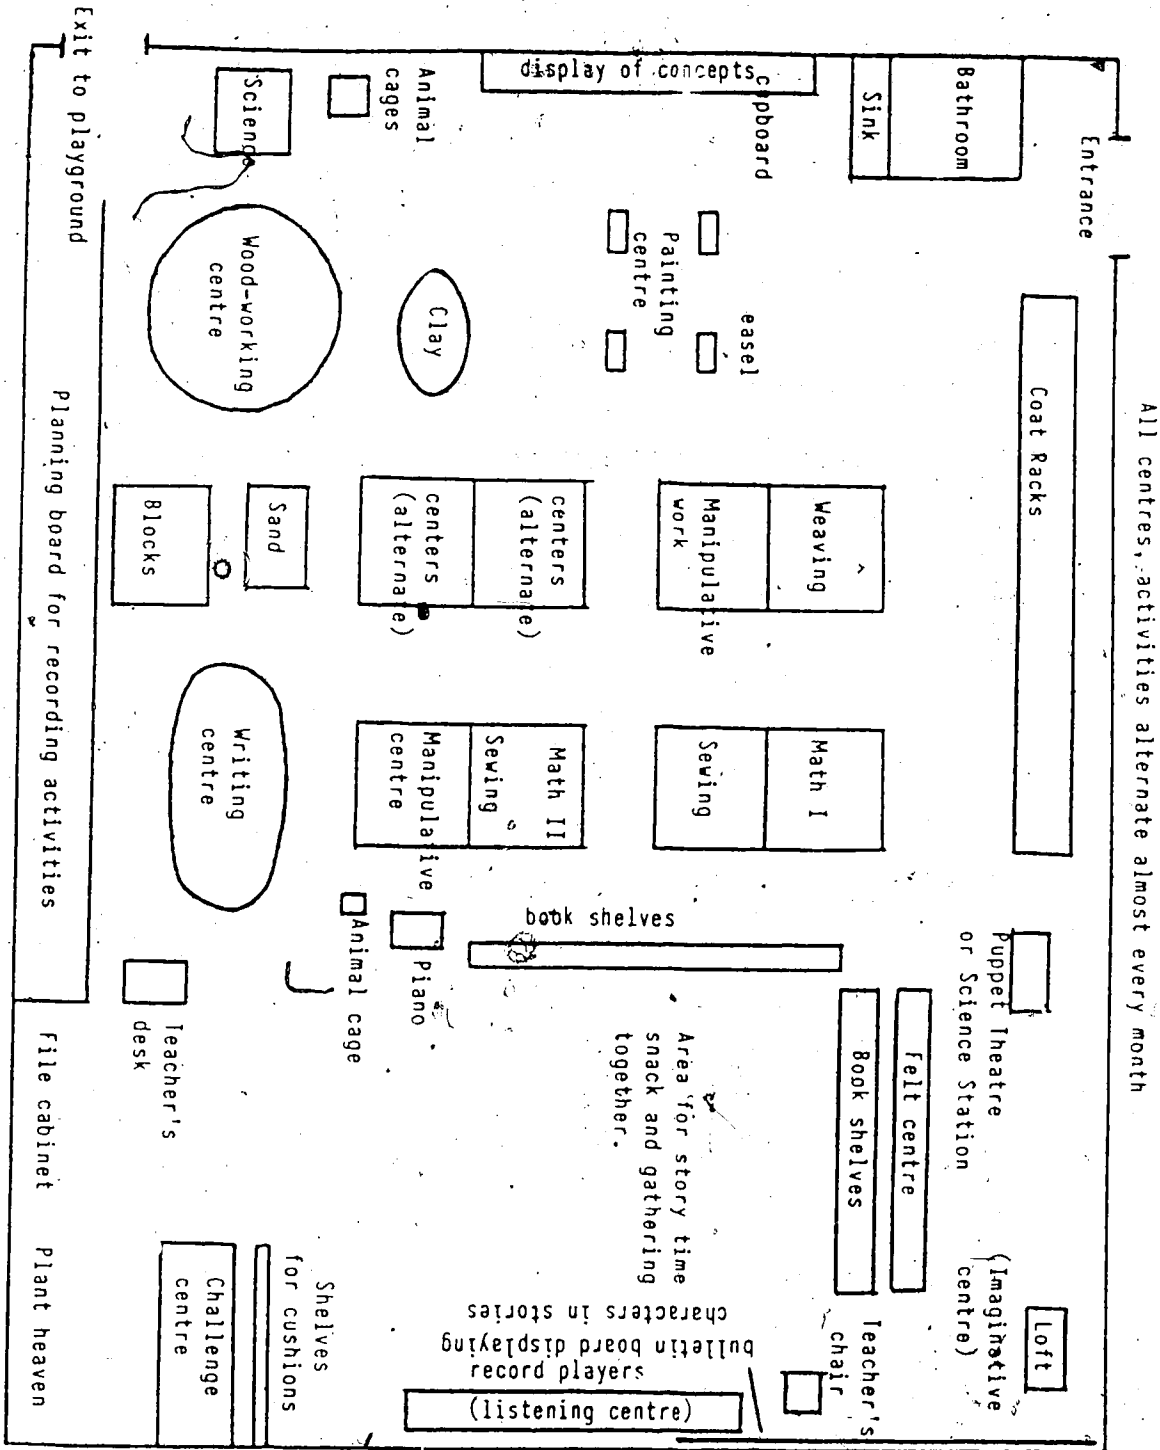 All centres, activities alternate almost every month
Entrance
Bathroom
Sink
cupboard
display of concepts
Animal
cages
Science
Exit to playground
Coat Racks
easel
Painting
centre
Clay
Wood-working
centre
Weaving
Manipulative
work
centers
(alternate)
centers
(alternate)
Sand
Blocks
Planning board for recording activities
Math I
Sewing
Math II
Sewing
Manipulative
centre
Writing
centre
Puppet Theatre
or Science Station
book shelves
Piano
Animal cage
Teacher's
desk
file cabinet
Plant heaven
felt centre
Book shelves
Area for story time
snack and gathering
together.
Loft
(Imaginative
centre)
Teacher's
chair
bulletin board displaying
characters in stories
record players
(listening centre)
Shelves
for cushions
Challenge
centre